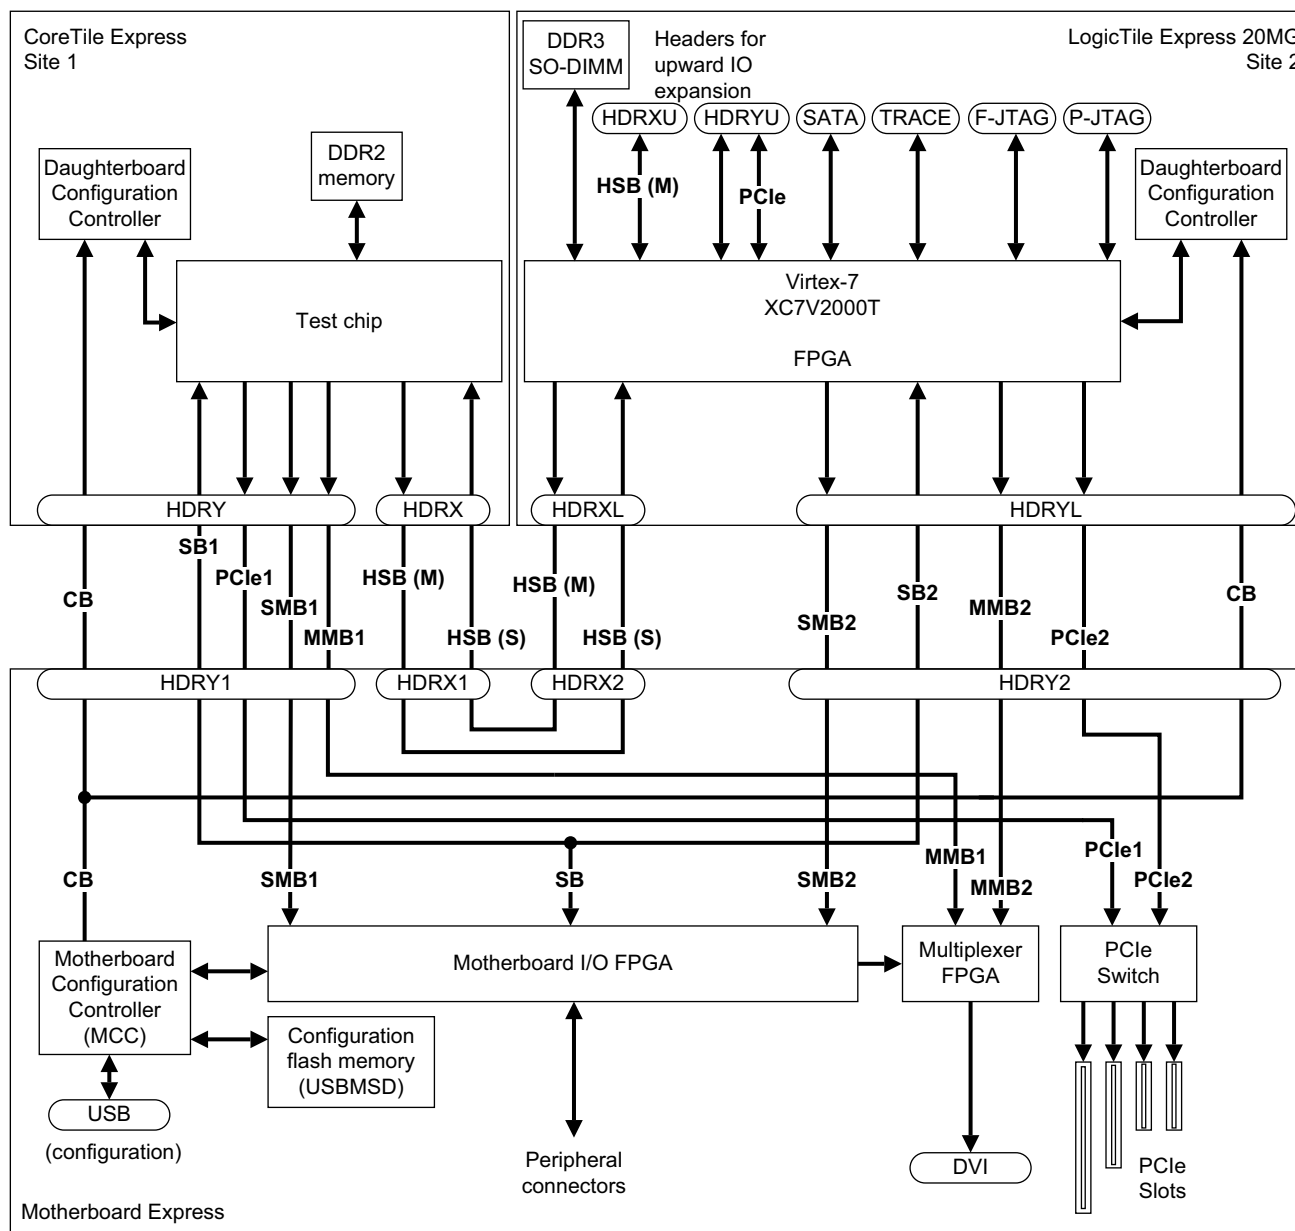 CoreTile Express
Site 1
DDR3
SO-DIMM
Headers for
upward IO
expansion
LogicTile Express 20MG
Site 2
HDRXU
HDRYU
SATA
TRACE
F-JTAG
P-JTAG
Daughterboard
Configuration
Controller
DDR2
memory
HSB (M)
PCIe
Daughterboard
Configuration
Controller
Test chip
Virtex-7
XC7V2000T
FPGA
HDRY
HDRX
HDRXL
HDRYL
CB
SB1
PCIe1
SMB1
MMB1
HSB (M)
HSB (S)
HSB (M)
HSB (S)
SMB2
SB2
MMB2
PCIe2
CB
HDRY1
HDRX1
HDRX2
HDRY2
CB
SMB1
SB
SMB2
MMB1
MMB2
PCIe1
PCIe2
Motherboard
Configuration
Controller
(MCC)
Motherboard I/O FPGA
Multiplexer
FPGA
PCIe
Switch
Configuration
flash memory
(USBMSD)
USB
(configuration)
Peripheral
connectors
DVI
PCIe
Slots
Motherboard Express